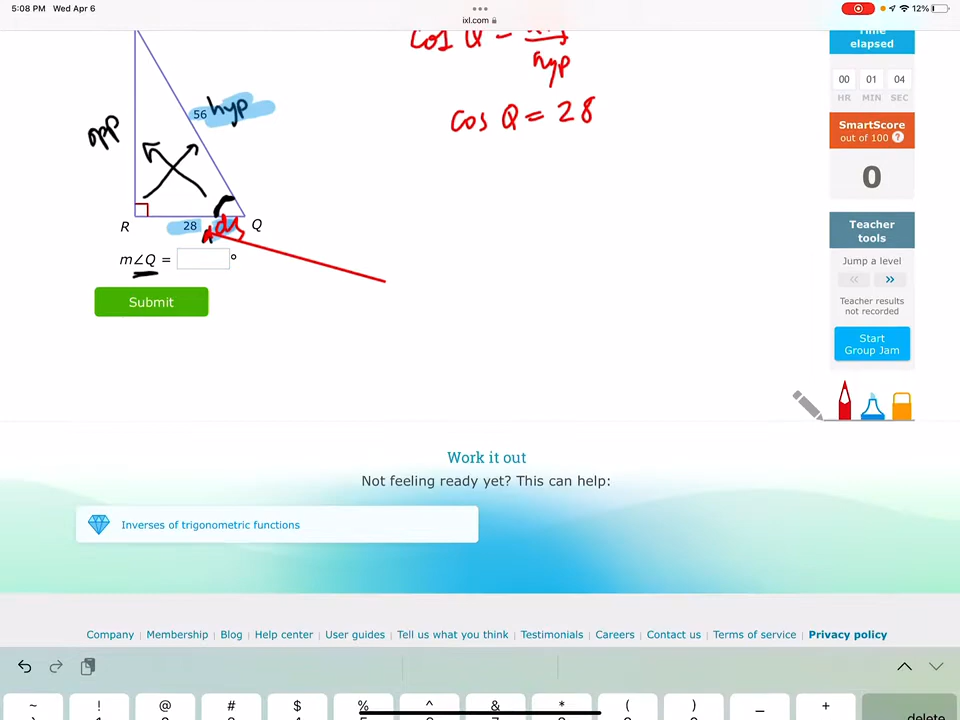 5:08 PM Wed Apr 6
12%
ixl.com
cos Q =
hyp
cos Q = 28
Time elapsed
00 01 04
HR MIN SEC
SmartScore
out of 100 ?
0
Teacher tools
Jump a level
<< >>
Teacher results not recorded
Start Group Jam
opp
56 hyp
R 28 adj Q
m∠Q = °
Submit
Work it out
Not feeling ready yet? This can help:
Inverses of trigonometric functions
Company | Membership | Blog | Help center | User guides | Tell us what you think | Testimonials | Careers | Contact us | Terms of service | Privacy policy
~ ! @ # $ % ^ & * ( ) _ + delete